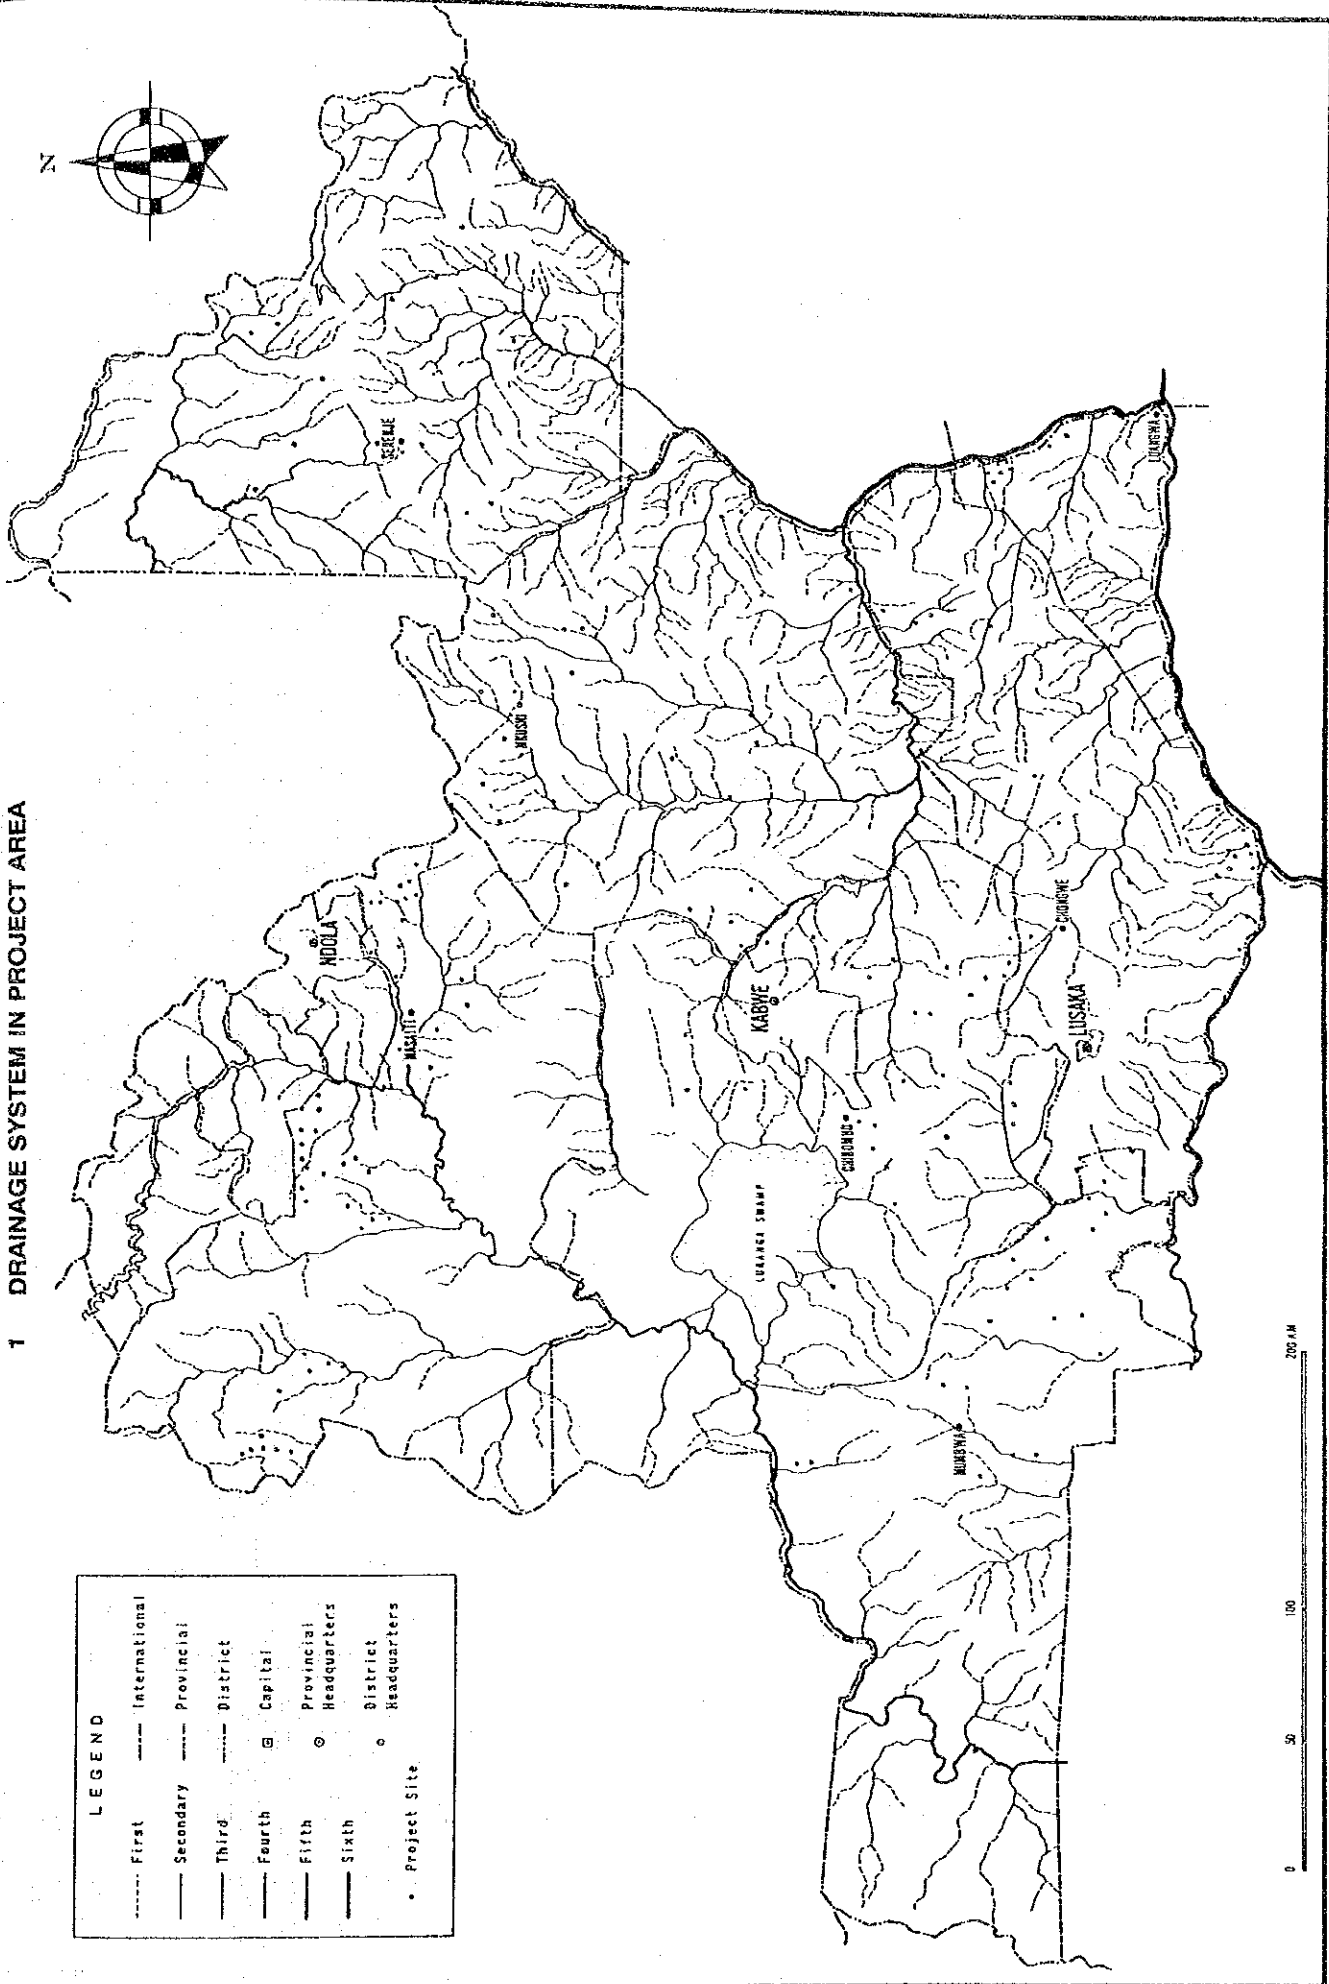 1 DRAINAGE SYSTEM IN PROJECT AREA
N
LEGEND
First
Secondary
Third
Fourth
Fifth
Sixth
Project Site
International
Provincial
District
Capital
Provincial
Headquarters
District
Headquarters
NDOLA
MASAITI
SERENJE
MKUSHI
KABWE
LUKANGA SWAMP
CHIBOMBO
MUMBWA
LUSAKA
CHONGWE
LUANGWA
0
50
100
200 KM